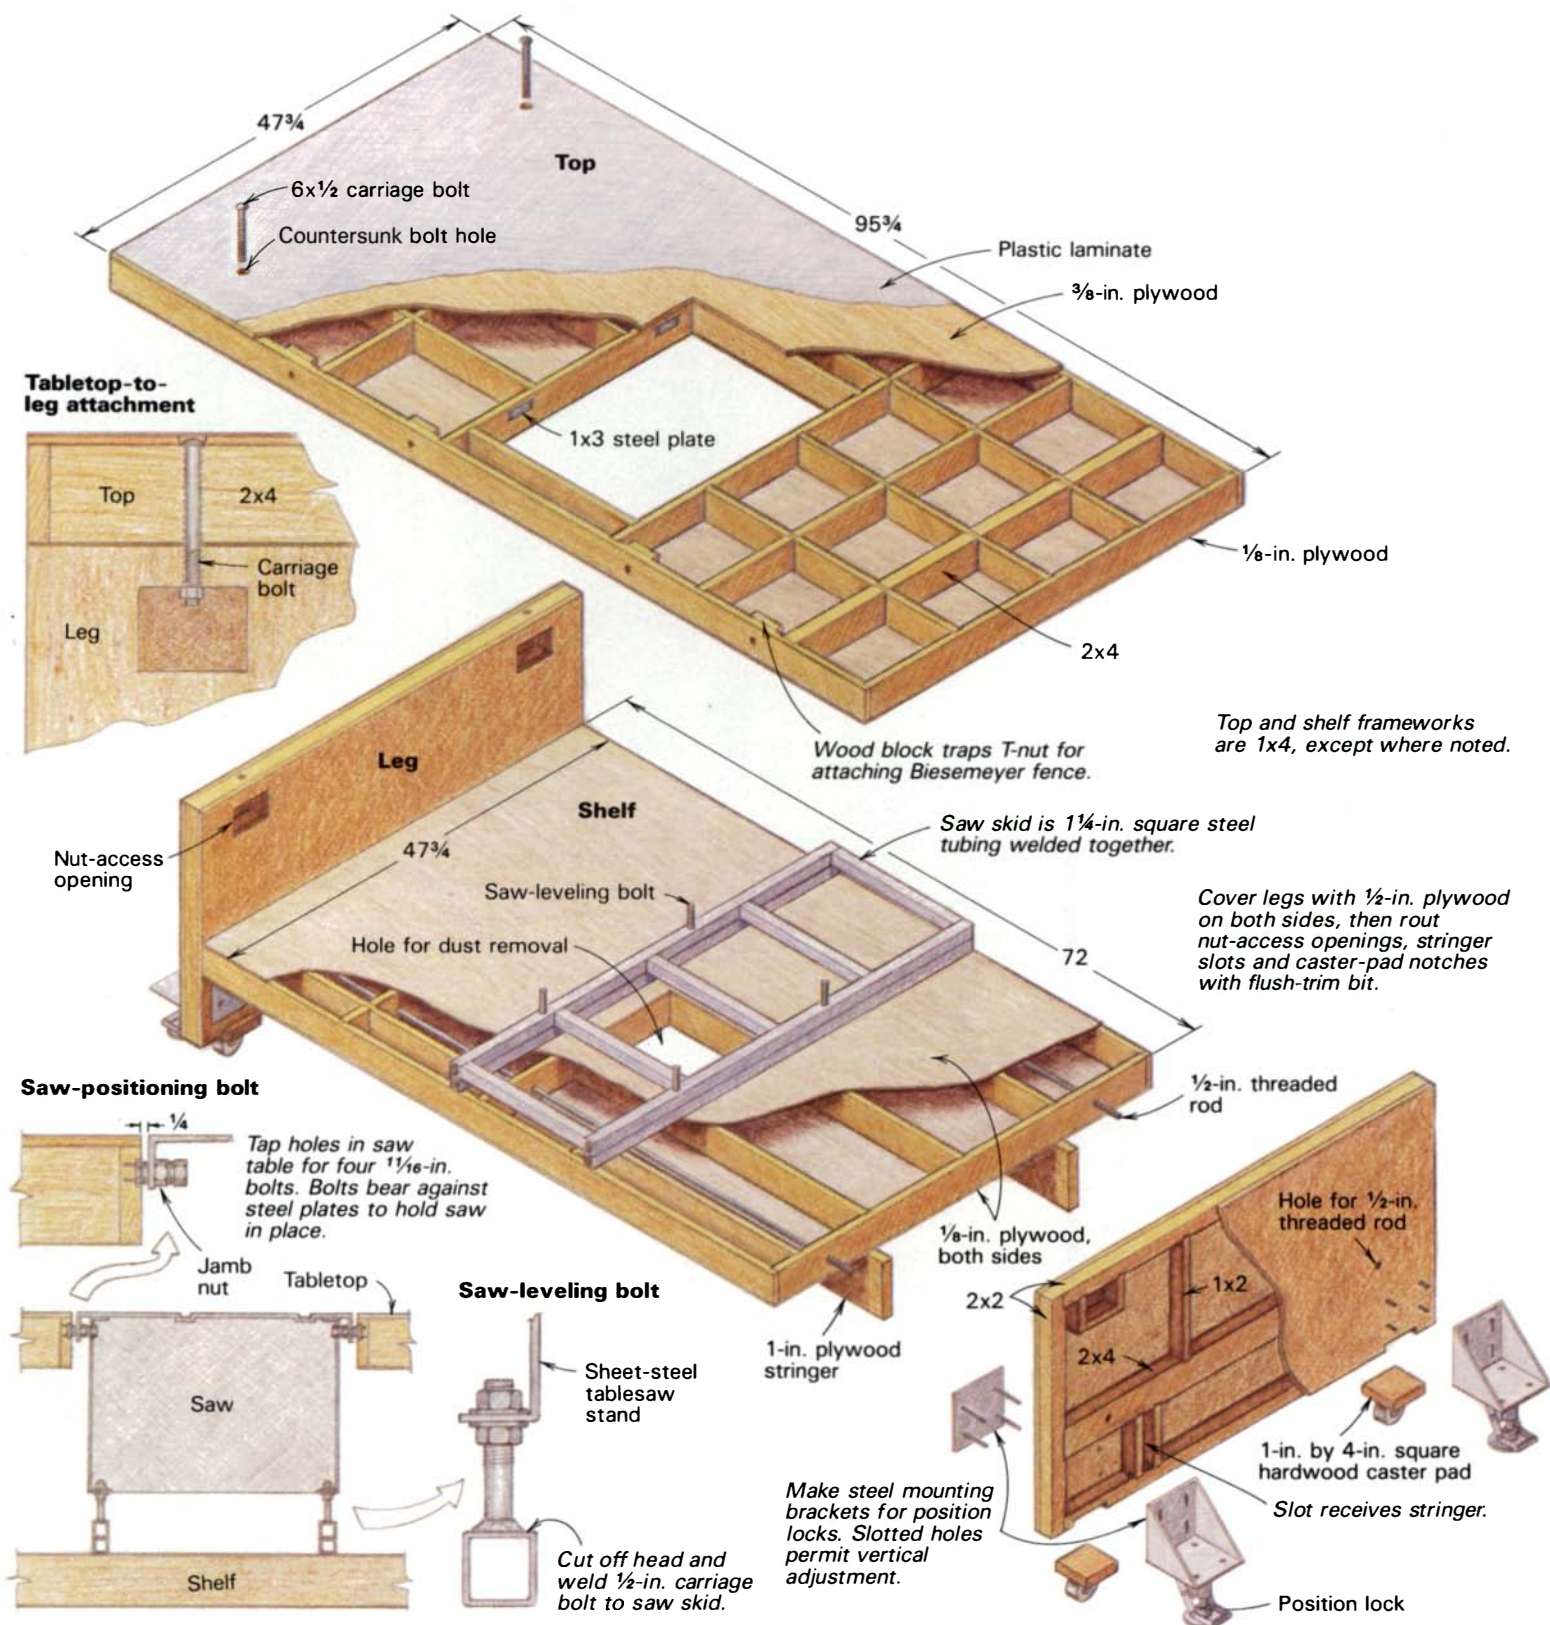 47¾
Top
6x½ carriage bolt
Countersunk bolt hole
95¾
Plastic laminate
⅜-in. plywood
Tabletop-to-
leg attachment
1x3 steel plate
Top
2x4
Carriage
bolt
Leg
⅛-in. plywood
2x4
Wood block traps T-nut for
attaching Biesemeyer fence.
Top and shelf frameworks
are 1x4, except where noted.
Leg
Shelf
Nut-access
opening
47¾
Saw skid is 1¼-in. square steel
tubing welded together.
Saw-leveling bolt
Hole for dust removal
72
Cover legs with ½-in. plywood
on both sides, then rout
nut-access openings, stringer
slots and caster-pad notches
with flush-trim bit.
½-in. threaded
rod
Saw-positioning bolt
¼
Tap holes in saw
table for four 11⁄16-in.
bolts. Bolts bear against
steel plates to hold saw
in place.
Jamb
nut
Tabletop
Saw
Shelf
Saw-leveling bolt
Sheet-steel
tablesaw
stand
Cut off head and
weld ½-in. carriage
bolt to saw skid.
⅛-in. plywood,
both sides
1-in. plywood
stringer
Hole for ½-in.
threaded rod
2x2
1x2
2x4
1-in. by 4-in. square
hardwood caster pad
Slot receives stringer.
Make steel mounting
brackets for position
locks. Slotted holes
permit vertical
adjustment.
Position lock